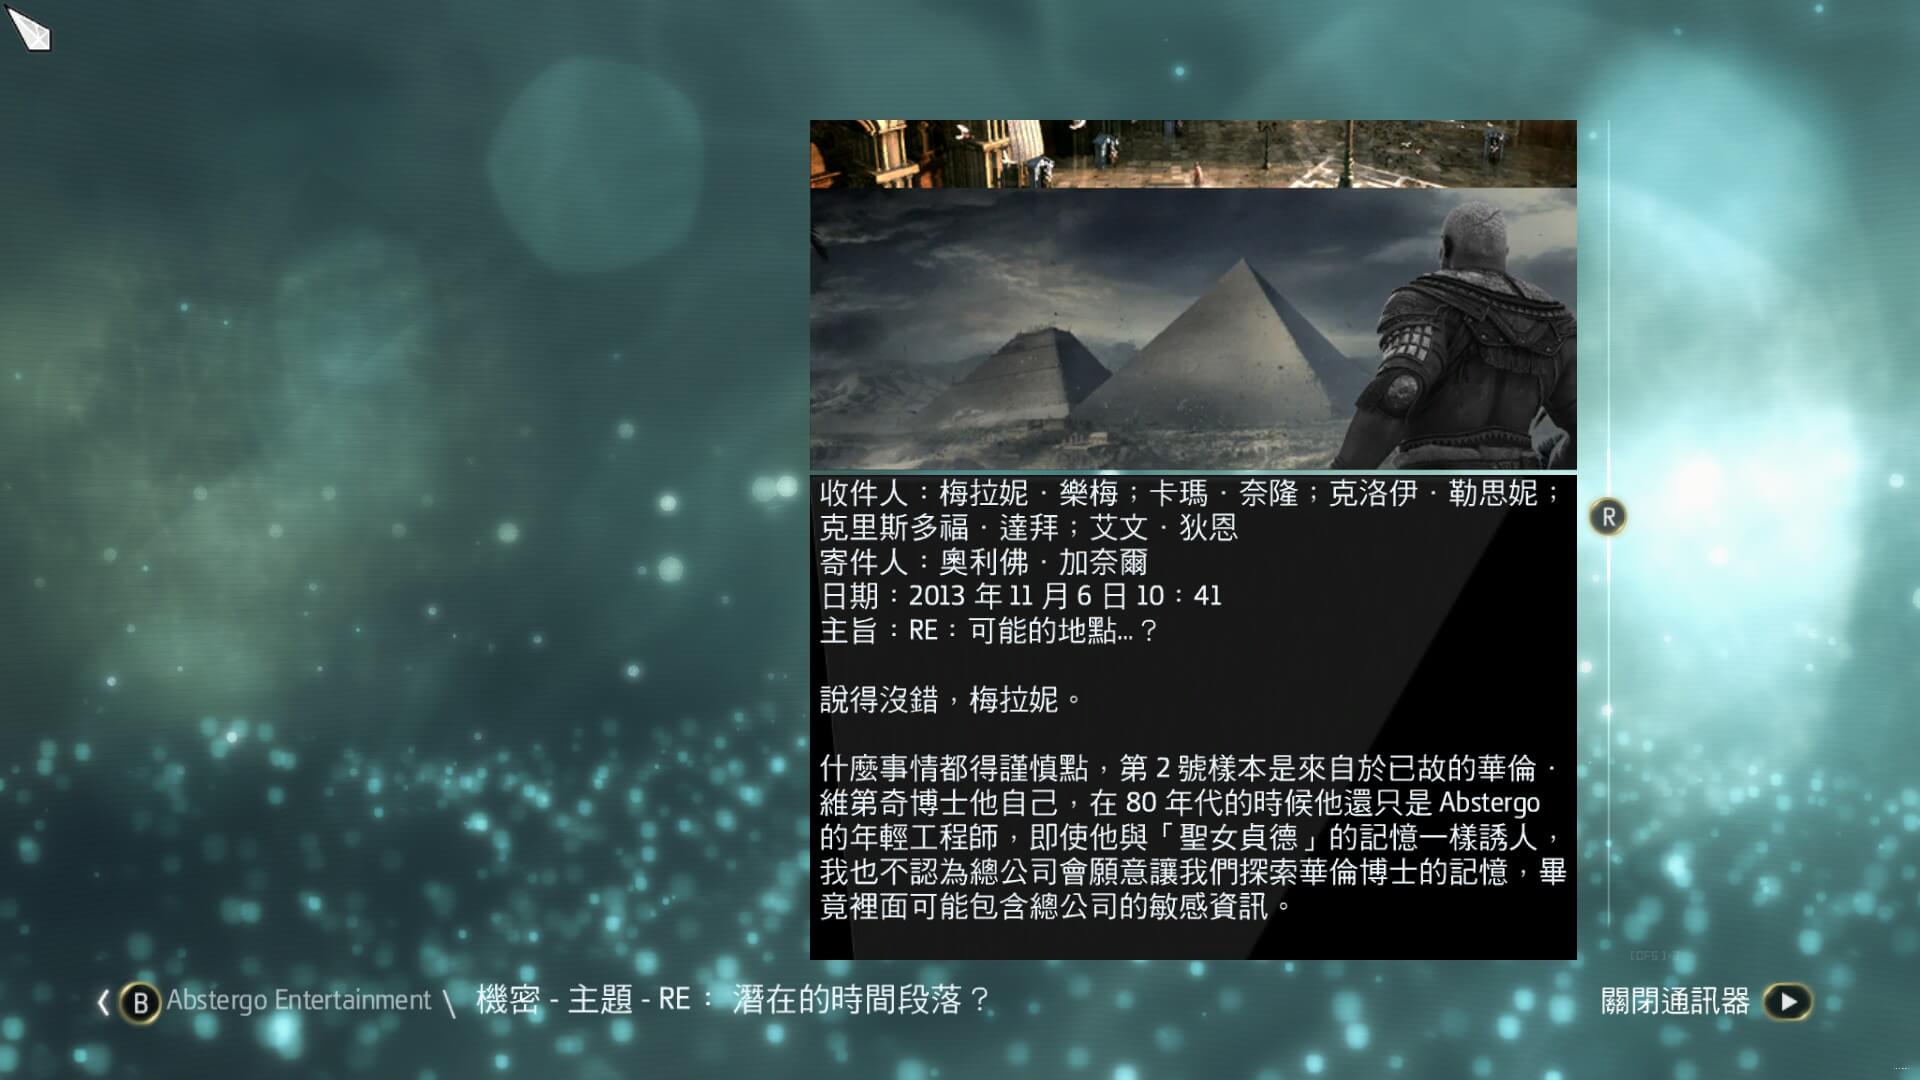 收件人：梅拉妮．樂梅；卡瑪．奈隆；克洛伊．勒思妮；
克里斯多福．達拜；艾文．狄恩
寄件人：奧利佛．加奈爾
日期：2013 年 11 月 6 日 10：41
主旨：RE：可能的地點...？
說得沒錯，梅拉妮。
什麼事情都得謹慎點，第 2 號樣本是來自於已故的華倫．
維第奇博士他自己，在 80 年代的時候他還只是 Abstergo
的年輕工程師，即使他與「聖女貞德」的記憶一樣誘人，
我也不認為總公司會願意讓我們探索華倫博士的記憶，畢
竟裡面可能包含總公司的敏感資訊。
R
B Abstergo Entertainment \ 機密 - 主題 - RE： 潛在的時間段落？
關閉通訊器